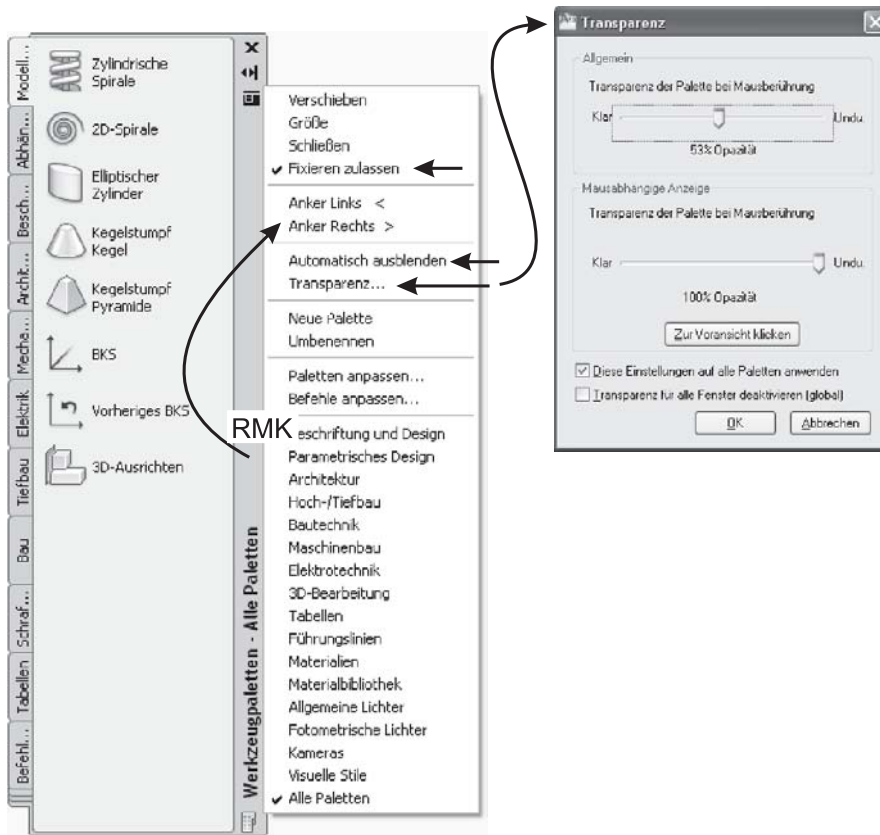 Modell...
Abhän...
Besch...
Archit...
Mecha...
Elektrik
Tiefbau
Bau
Schraf...
Tabellen
Befehl...
Zylindrische
Spirale
2D-Spirale
Elliptischer
Zylinder
Kegelstumpf
Kegel
Kegelstumpf
Pyramide
BKS
Vorheriges BKS
3D-Ausrichten
Werkzeugpaletten - Alle Paletten
RMK
Verschieben
Größe
Schließen
Fixieren zulassen
Anker Links <
Anker Rechts >
Automatisch ausblenden
Transparenz...
Neue Palette
Umbenennen
Paletten anpassen...
Befehle anpassen...
eschriftung und Design
Parametrisches Design
Architektur
Hoch-/Tiefbau
Bautechnik
Maschinenbau
Elektrotechnik
3D-Bearbeitung
Tabellen
Führungslinien
Materialien
Materialbibliothek
Allgemeine Lichter
Fotometrische Lichter
Kameras
Visuelle Stile
Alle Paletten
Transparenz
Allgemein
Transparenz der Palette bei Mausberührung
Klar Undu.
53% Opazität
Mausabhängige Anzeige
Transparenz der Palette bei Mausberührung
Klar Undu.
100% Opazität
Zur Voransicht klicken
Diese Einstellungen auf alle Paletten anwenden
Transparenz für alle Fenster deaktivieren (global)
OK Abbrechen